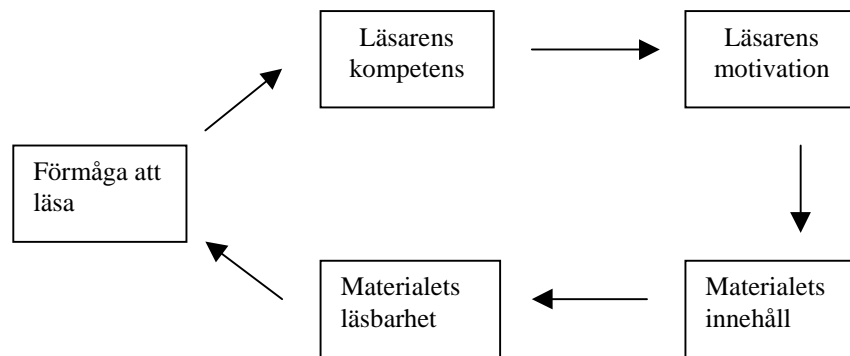 Läsarens
kompetens
Läsarens
motivation
Förmåga att
läsa
Materialets
läsbarhet
Materialets
innehåll